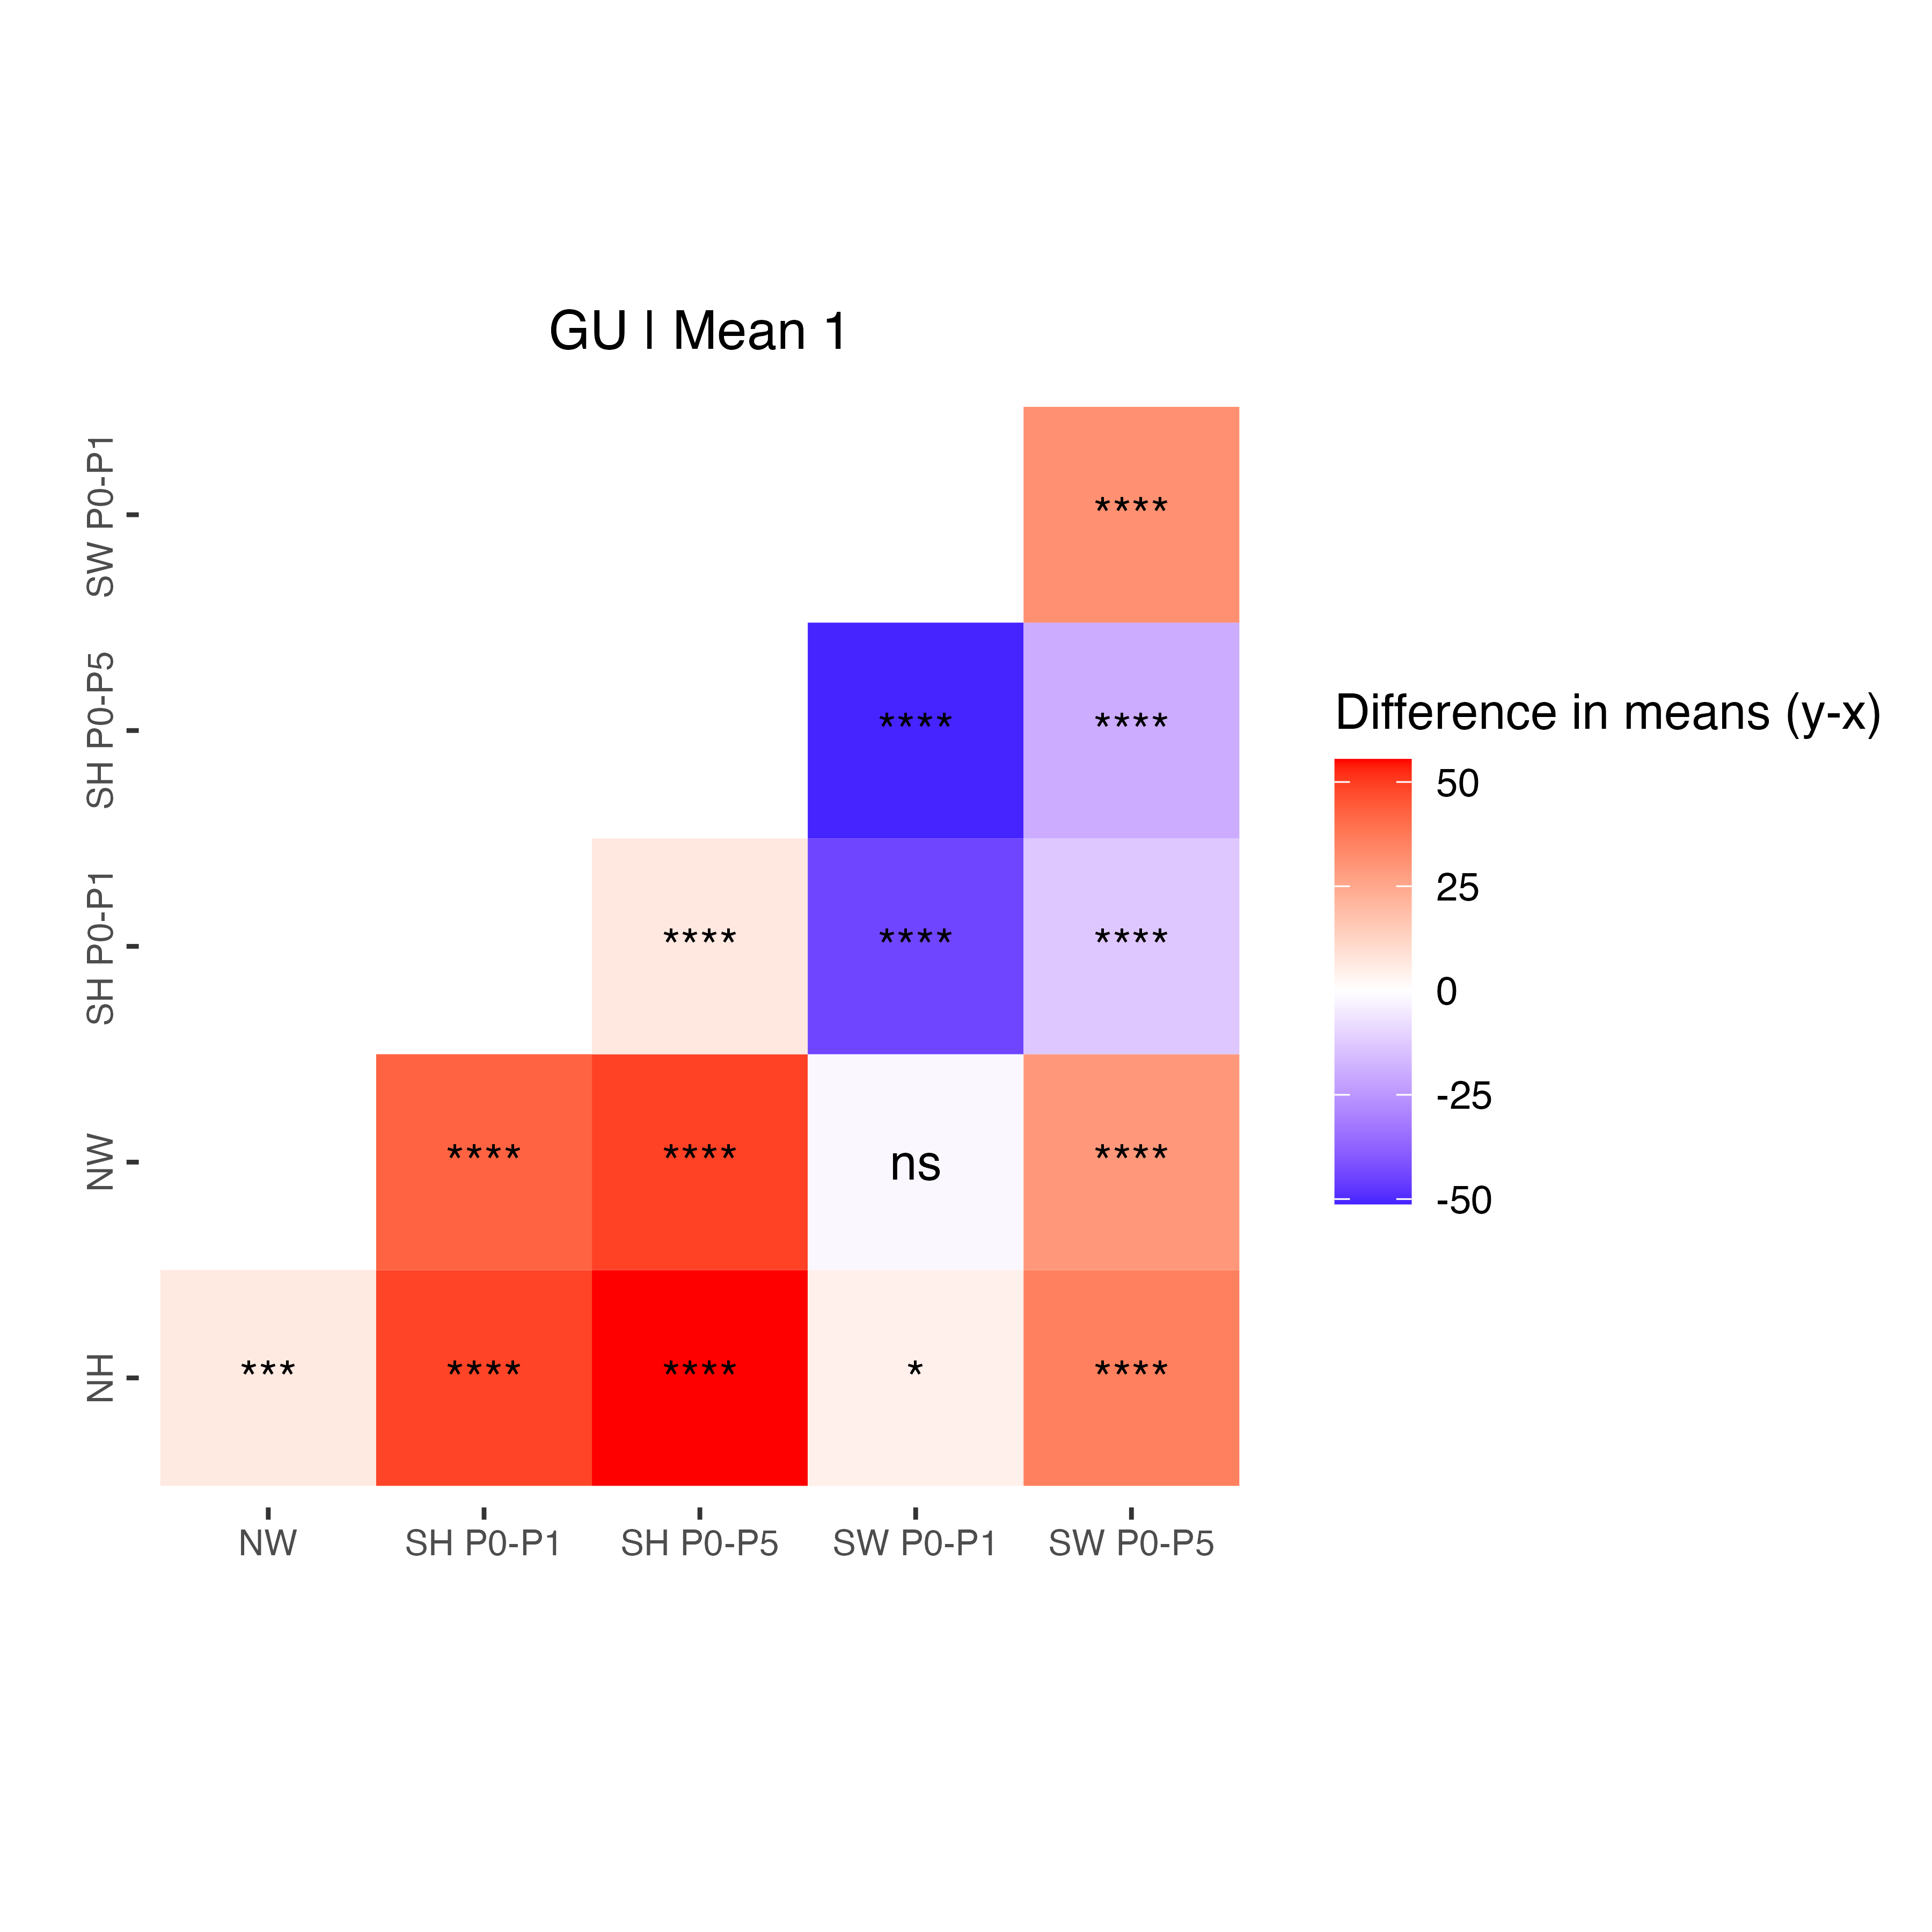 GU | Mean 1
SW P0-P1
****
SH P0-P5
****
****
SH P0-P1
****
****
****
NW
****
****
ns
****
NH
***
****
****
*
****
NW
SH P0-P1
SH P0-P5
SW P0-P1
SW P0-P5
Difference in means (y-x)
50
25
0
-25
-50